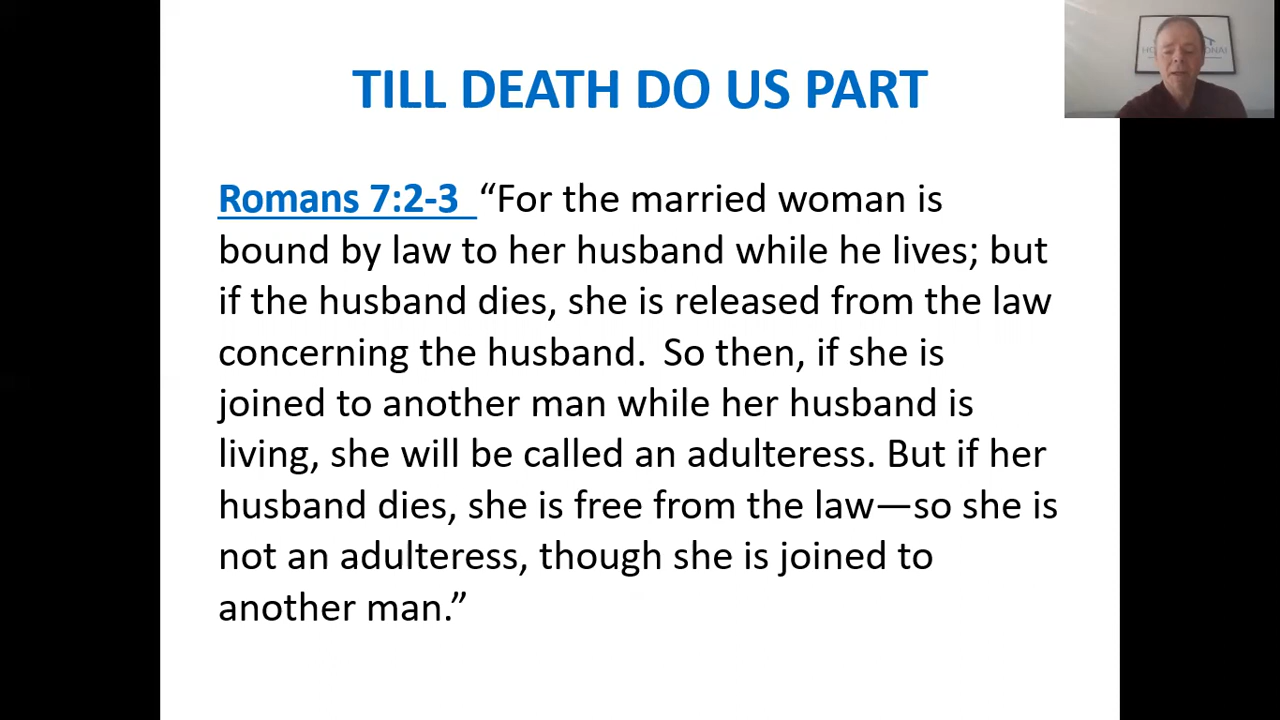 TILL DEATH DO US PART
Romans 7:2-3 “For the married woman is
bound by law to her husband while he lives; but
if the husband dies, she is released from the law
concerning the husband. So then, if she is
joined to another man while her husband is
living, she will be called an adulteress. But if her
husband dies, she is free from the law—so she is
not an adulteress, though she is joined to
another man.”